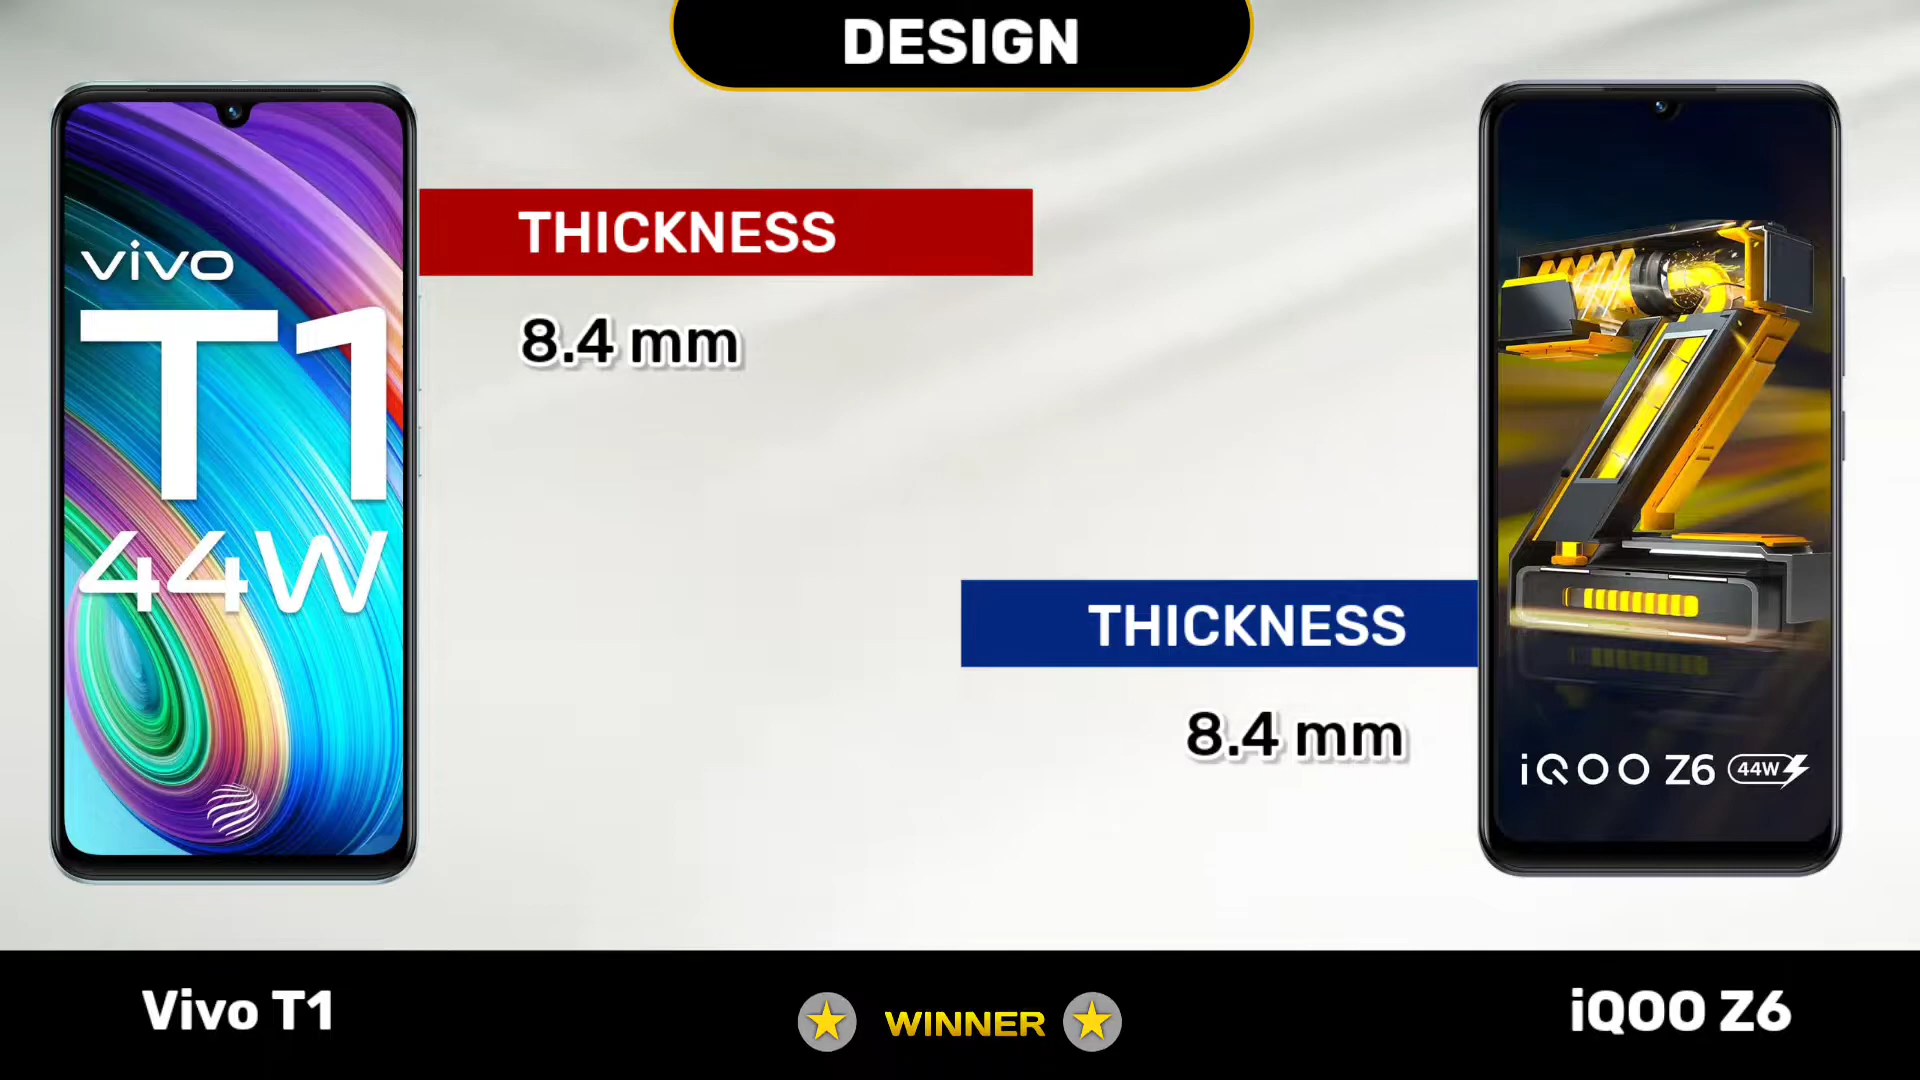 DESIGN
vivo
T1
44W
THICKNESS
8.4 mm
THICKNESS
8.4 mm
iQOO Z6 44W
Vivo T1
WINNER
iQOO Z6